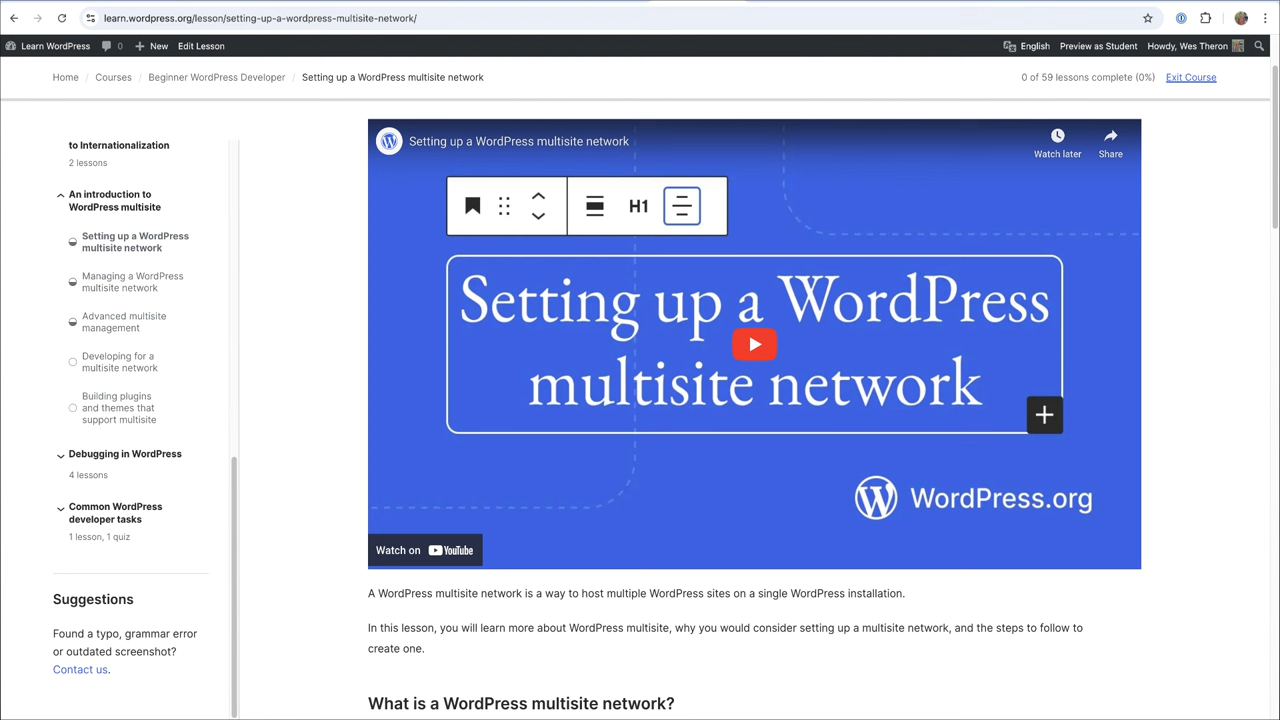 learn.wordpress.org/lesson/setting-up-a-wordpress-multisite-network/
Learn WordPress 0 New Edit Lesson English Preview as Student Howdy, Wes Theron
Home / Courses / Beginner WordPress Developer / Setting up a WordPress multisite network 0 of 59 lessons complete (0%) Exit Course
to Internationalization
2 lessons
An introduction to
WordPress multisite
Setting up a WordPress
multisite network
Managing a WordPress
multisite network
Advanced multisite
management
Developing for a
multisite network
Building plugins
and themes that
support multisite
Debugging in WordPress
4 lessons
Common WordPress
developer tasks
1 lesson, 1 quiz
Suggestions
Found a typo, grammar error
or outdated screenshot?
Contact us.
Setting up a WordPress multisite network
Watch later Share
H1
Setting up a WordPress
multisite network
WordPress.org
Watch on YouTube
A WordPress multisite network is a way to host multiple WordPress sites on a single WordPress installation.
In this lesson, you will learn more about WordPress multisite, why you would consider setting up a multisite network, and the steps to follow to
create one.
What is a WordPress multisite network?